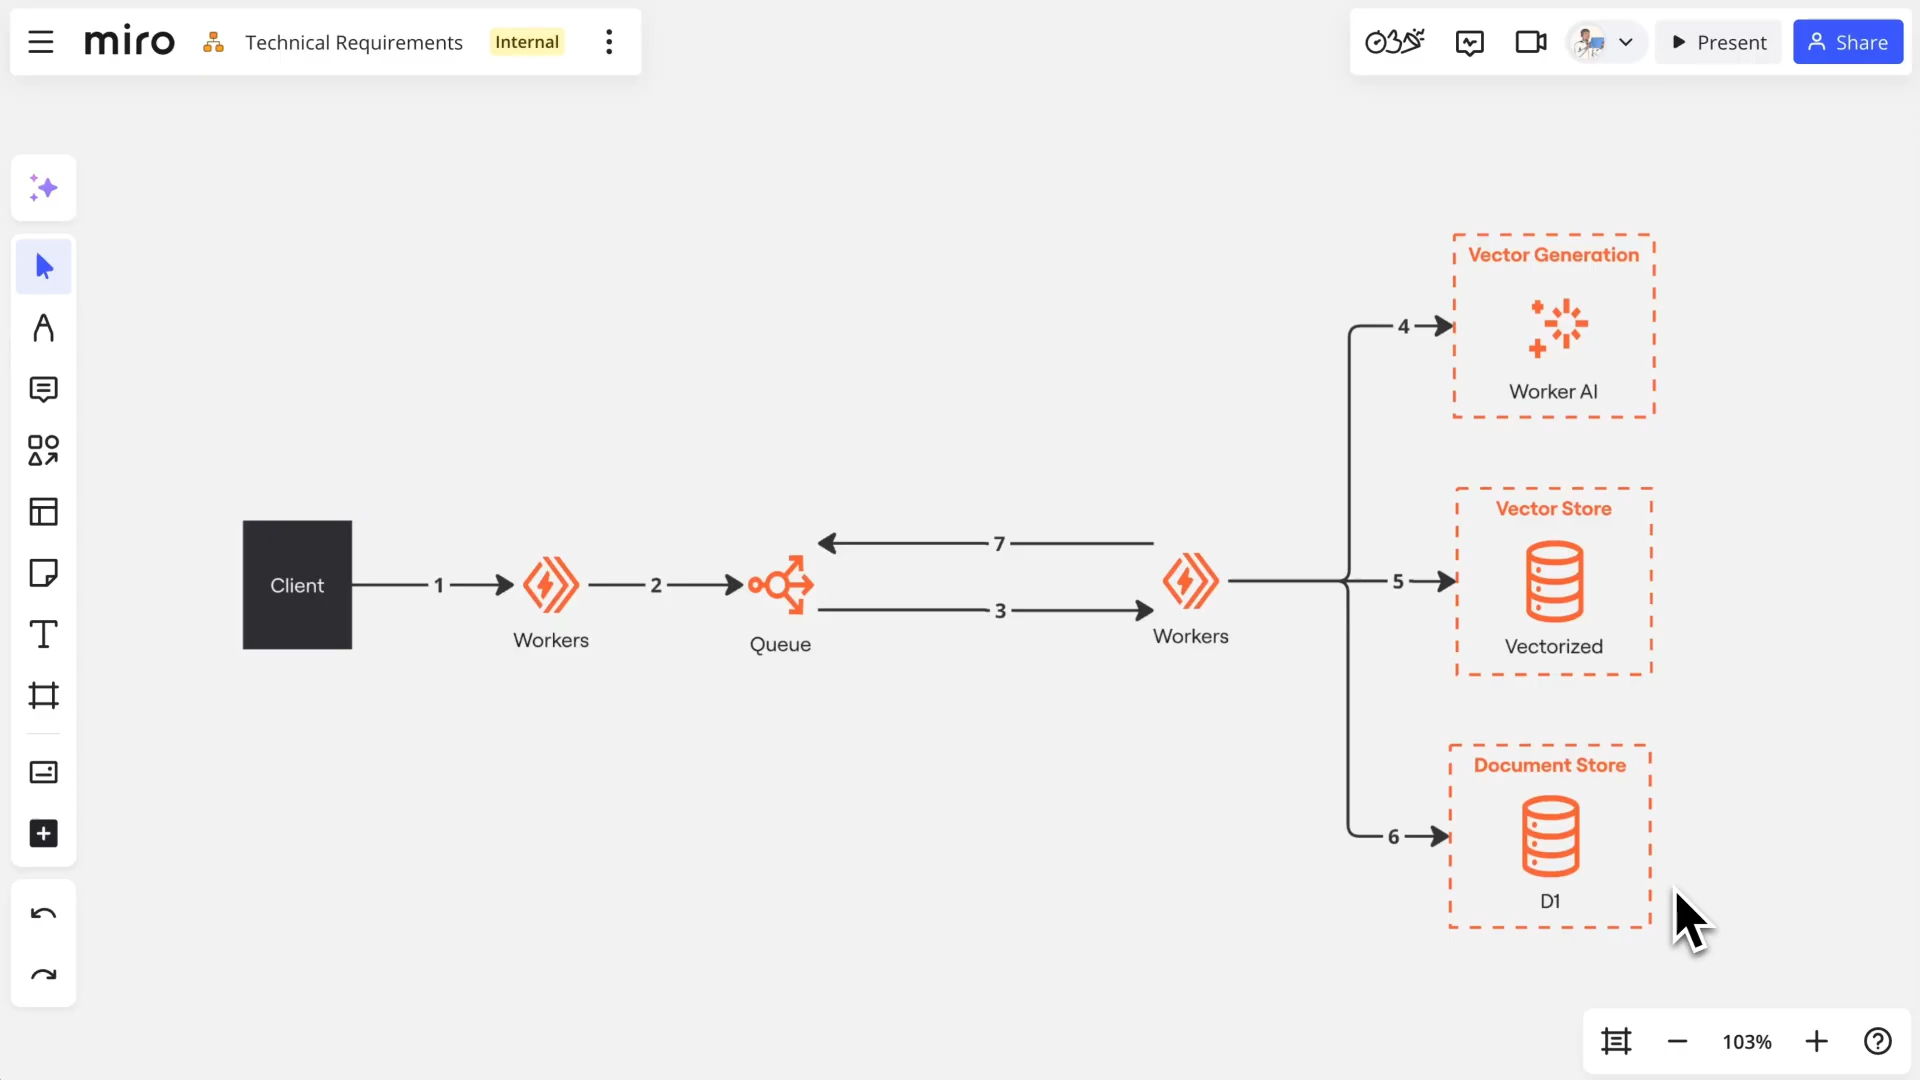 miro
Technical Requirements
Internal
Present
Share
Vector Generation
4
Worker AI
Vector Store
7
Client
1
2
5
3
Workers
Queue
Workers
Vectorized
Document Store
6
D1
103%